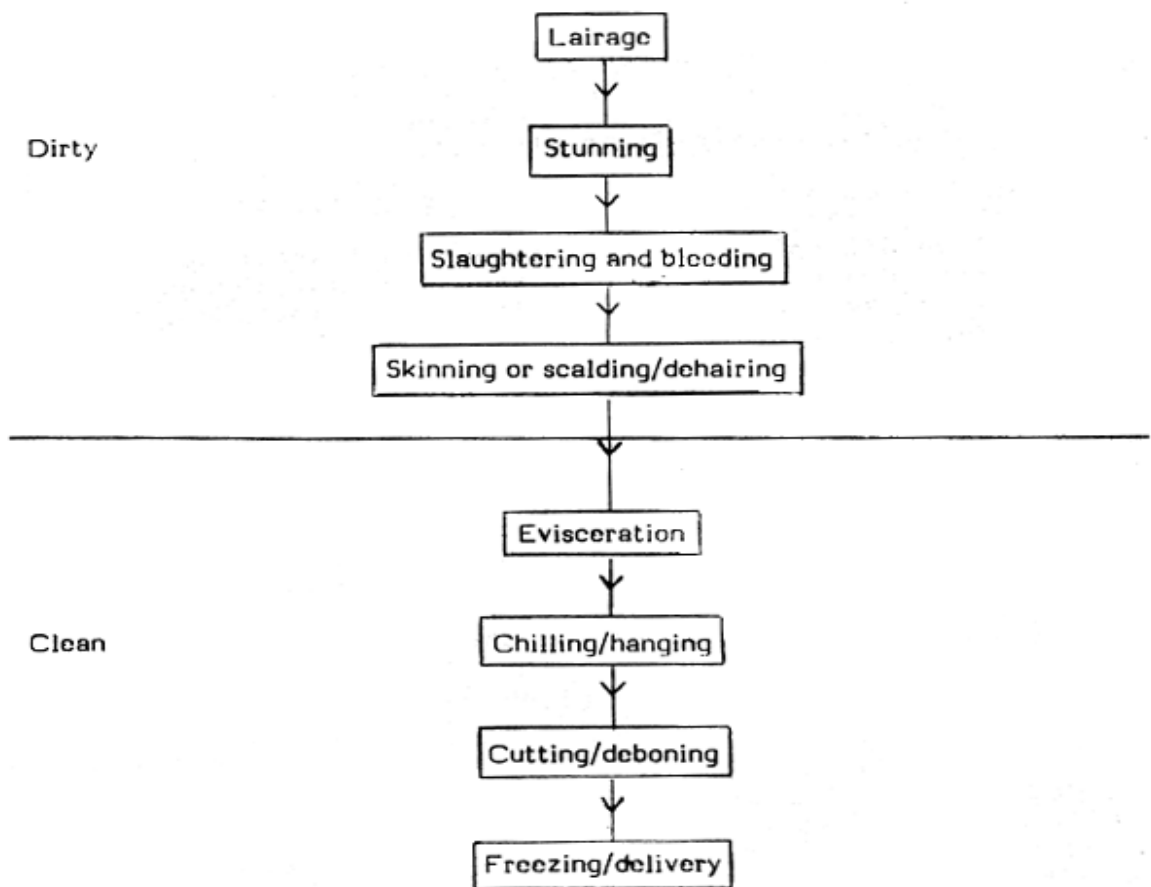 Lairage
Dirty
Stunning
Slaughtering and bleeding
Skinning or scalding/dehairing
Evisceration
Clean
Chilling/hanging
Cutting/deboning
Freezing/delivery